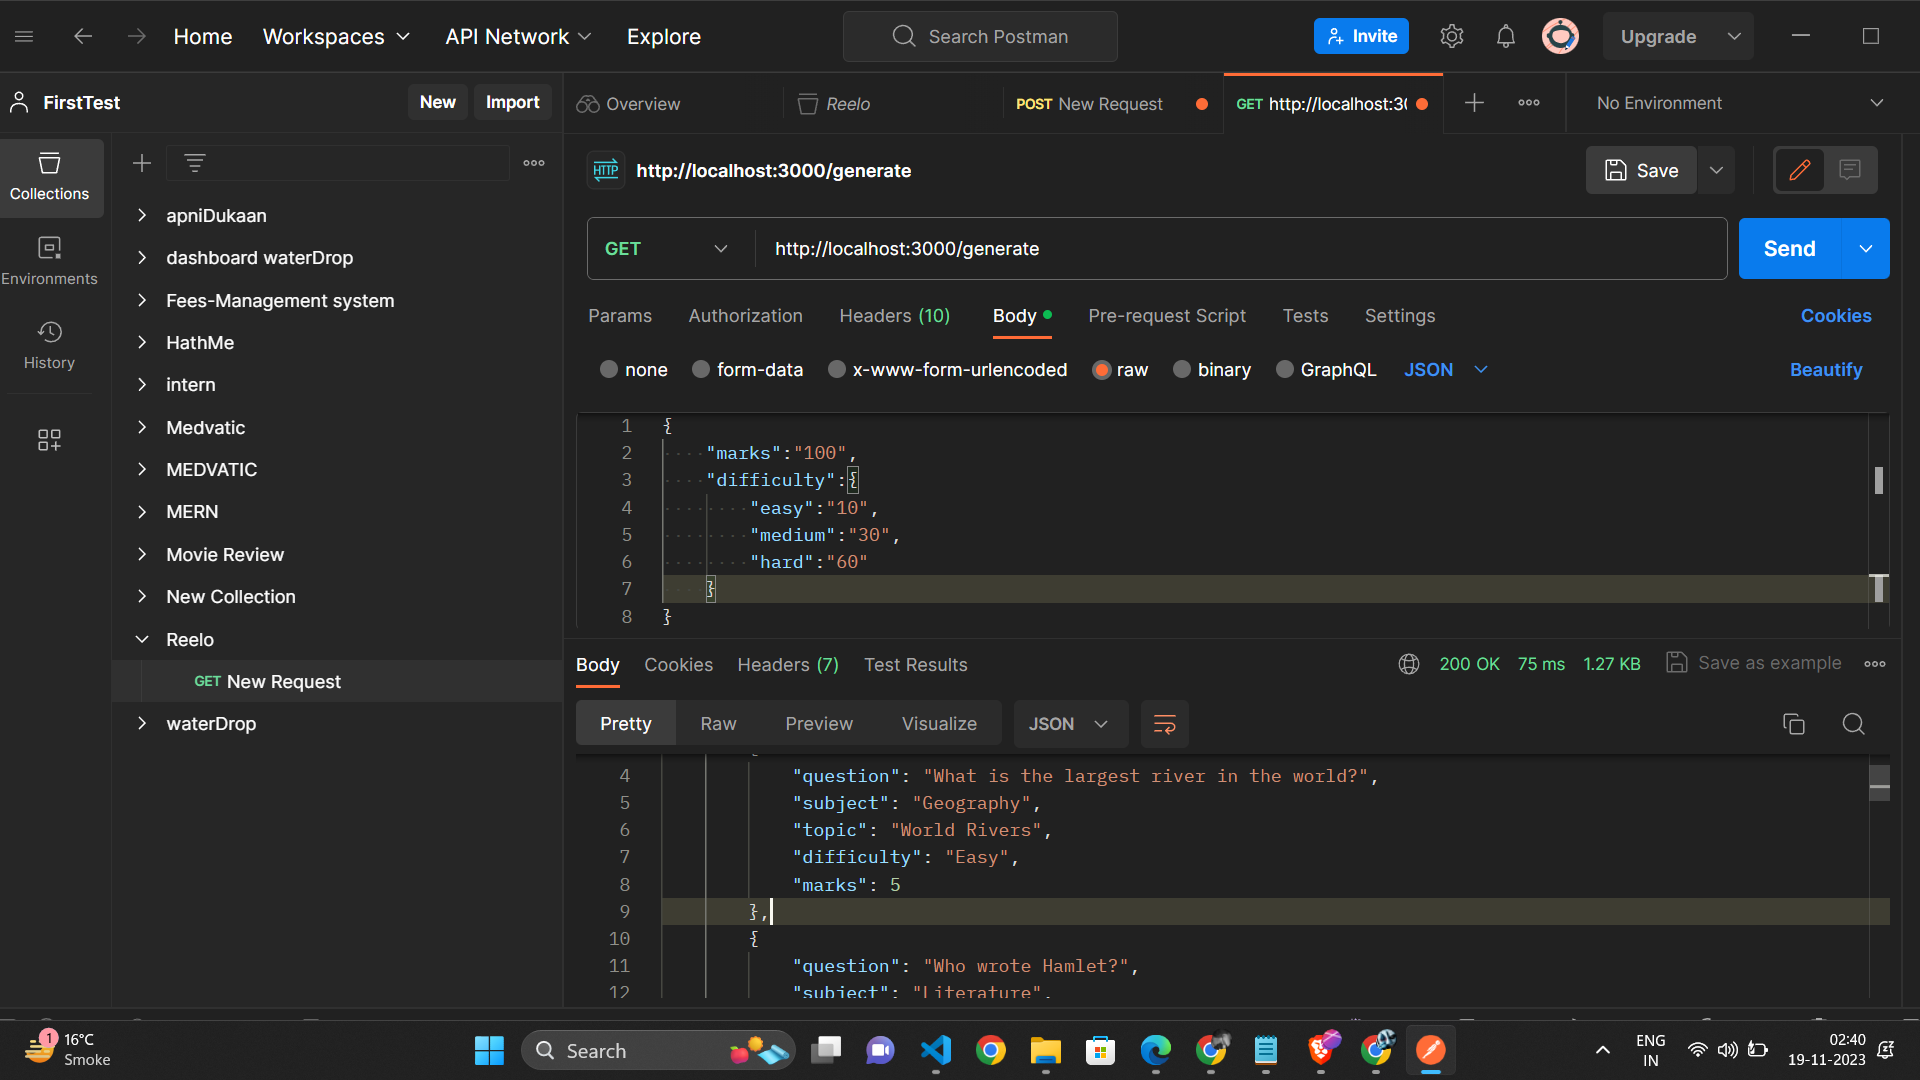 Home Workspaces API Network Explore Search Postman Invite Upgrade
FirstTest New Import Overview Reelo POST New Request GET http://localhost:30 No Environment
HTTP http://localhost:3000/generate Save
Collections
Environments
History
apniDukaan
dashboard waterDrop
Fees-Management system
HathMe
intern
Medvatic
MEDVATIC
MERN
Movie Review
New Collection
Reelo
GET New Request
waterDrop
GET http://localhost:3000/generate Send
Params Authorization Headers (10) Body Pre-request Script Tests Settings Cookies
none form-data x-www-form-urlencoded raw binary GraphQL JSON Beautify
1 {
2 "marks":"100",
3 "difficulty":{
4 "easy":"10",
5 "medium":"30",
6 "hard":"60"
7 }
8 }
Body Cookies Headers (7) Test Results 200 OK 75 ms 1.27 KB Save as example
Pretty Raw Preview Visualize JSON
4 "question": "What is the largest river in the world?",
5 "subject": "Geography",
6 "topic": "World Rivers",
7 "difficulty": "Easy",
8 "marks": 5
9 },
10 {
11 "question": "Who wrote Hamlet?",
12 "subject": "Literature",
1 16°C
Smoke
Search
ENG
IN
02:40
19-11-2023